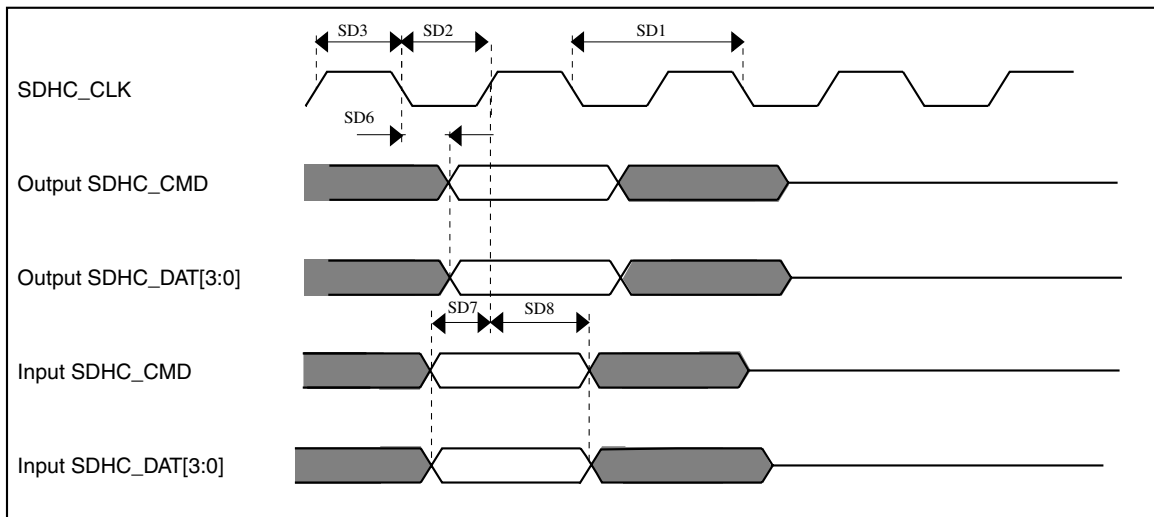 SD3 SD2 SD1
SDHC_CLK
SD6
Output SDHC_CMD
Output SDHC_DAT[3:0]
SD7 SD8
Input SDHC_CMD
Input SDHC_DAT[3:0]